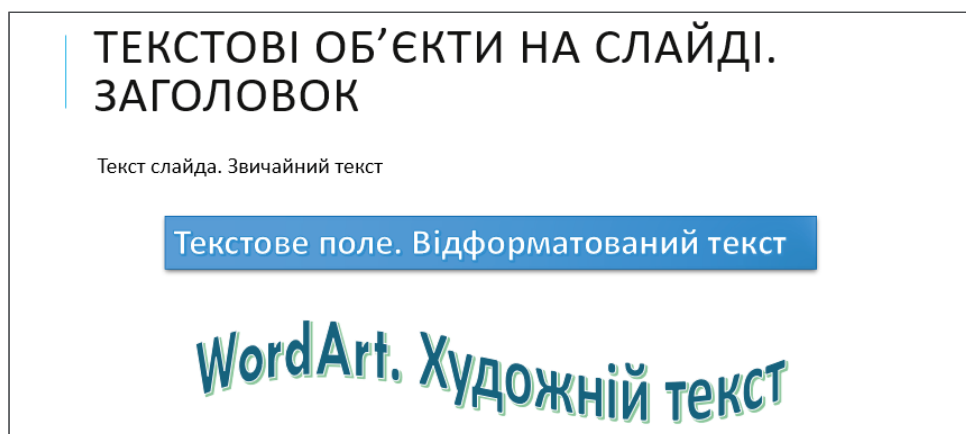 ТЕКСТОВІ ОБ’ЄКТИ НА СЛАЙДІ.
ЗАГОЛОВОК
Текст слайда. Звичайний текст
Текстове поле. Відформатований текст
WordArt. Художній текст